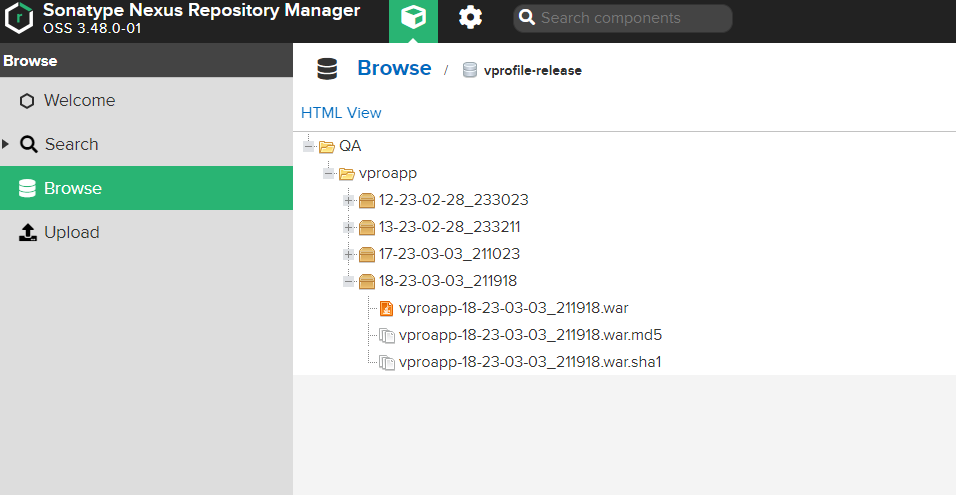 Sonatype Nexus Repository Manager
OSS 3.48.0-01
Search components
Browse
Welcome
Search
Browse
Upload
Browse / vprofile-release
HTML View
QA
vproapp
12-23-02-28_233023
13-23-02-28_233211
17-23-03-03_211023
18-23-03-03_211918
vproapp-18-23-03-03_211918.war
vproapp-18-23-03-03_211918.war.md5
vproapp-18-23-03-03_211918.war.sha1